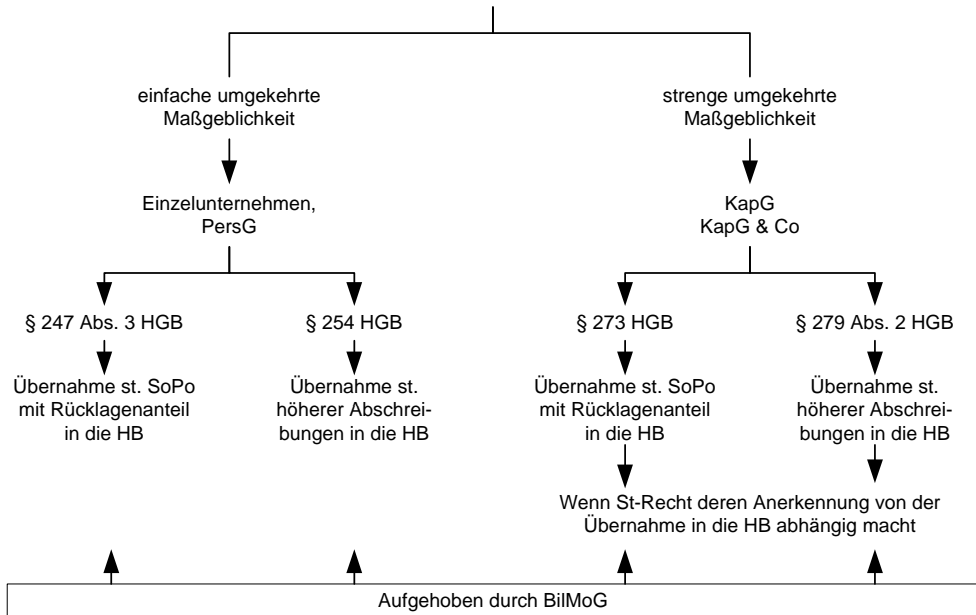 einfache umgekehrte
Maßgeblichkeit
strenge umgekehrte
Maßgeblichkeit
Einzelunternehmen,
PersG
KapG
KapG & Co
§ 247 Abs. 3 HGB
§ 254 HGB
§ 273 HGB
§ 279 Abs. 2 HGB
Übernahme st. SoPo
mit Rücklagenanteil
in die HB
Übernahme st.
höherer Abschrei-
bungen in die HB
Übernahme st. SoPo
mit Rücklagenanteil
in die HB
Übernahme st.
höherer Abschrei-
bungen in die HB
Wenn St-Recht deren Anerkennung von der
Übernahme in die HB abhängig macht
Aufgehoben durch BilMoG